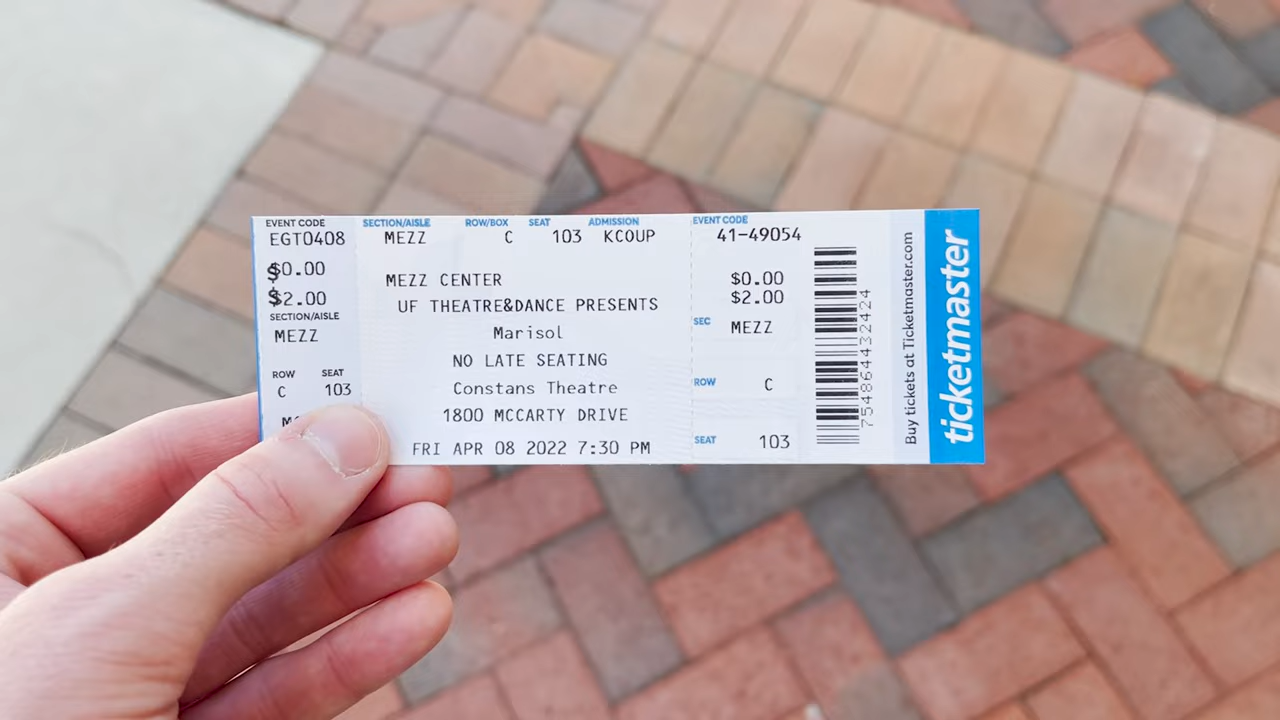 EVENT CODE
EGT0408
$0.00
$2.00
SECTION/AISLE
MEZZ
ROW SEAT
C 103
SECTION/AISLE ROW/BOX SEAT ADMISSION
MEZZ C 103 KCOUP
MEZZ CENTER
UF THEATRE&DANCE PRESENTS
Marisol
NO LATE SEATING
Constans Theatre
1800 MCCARTY DRIVE
FRI APR 08 2022 7:30 PM
EVENT CODE
41-49054
$0.00
$2.00
SEC MEZZ
ROW C
SEAT 103
754864432424
Buy tickets at Ticketmaster.com
ticketmaster